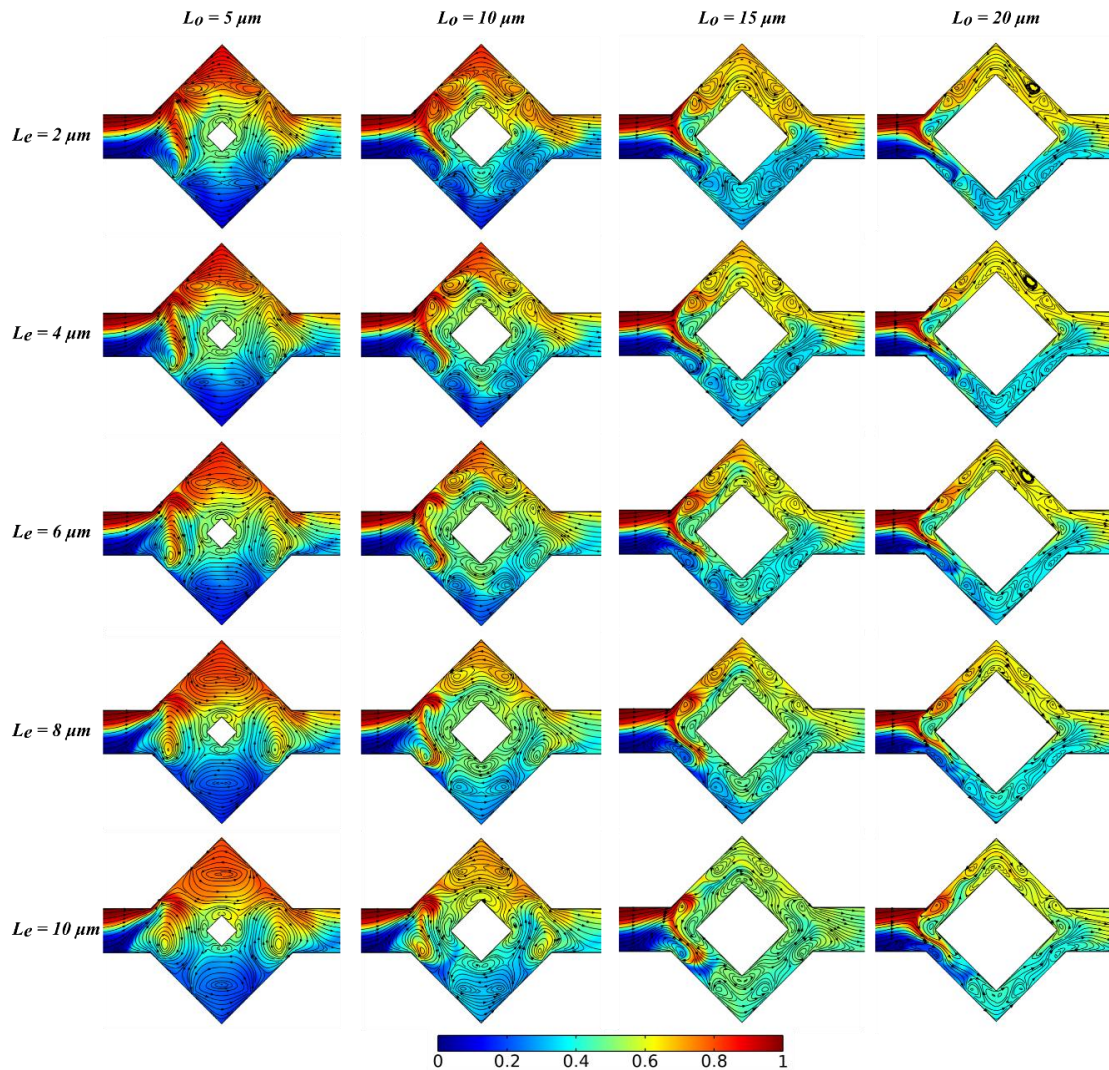 Lo = 5 μm Lo = 10 μm Lo = 15 μm Lo = 20 μm
Le = 2 μm
Le = 4 μm
Le = 6 μm
Le = 8 μm
Le = 10 μm
0 0.2 0.4 0.6 0.8 1